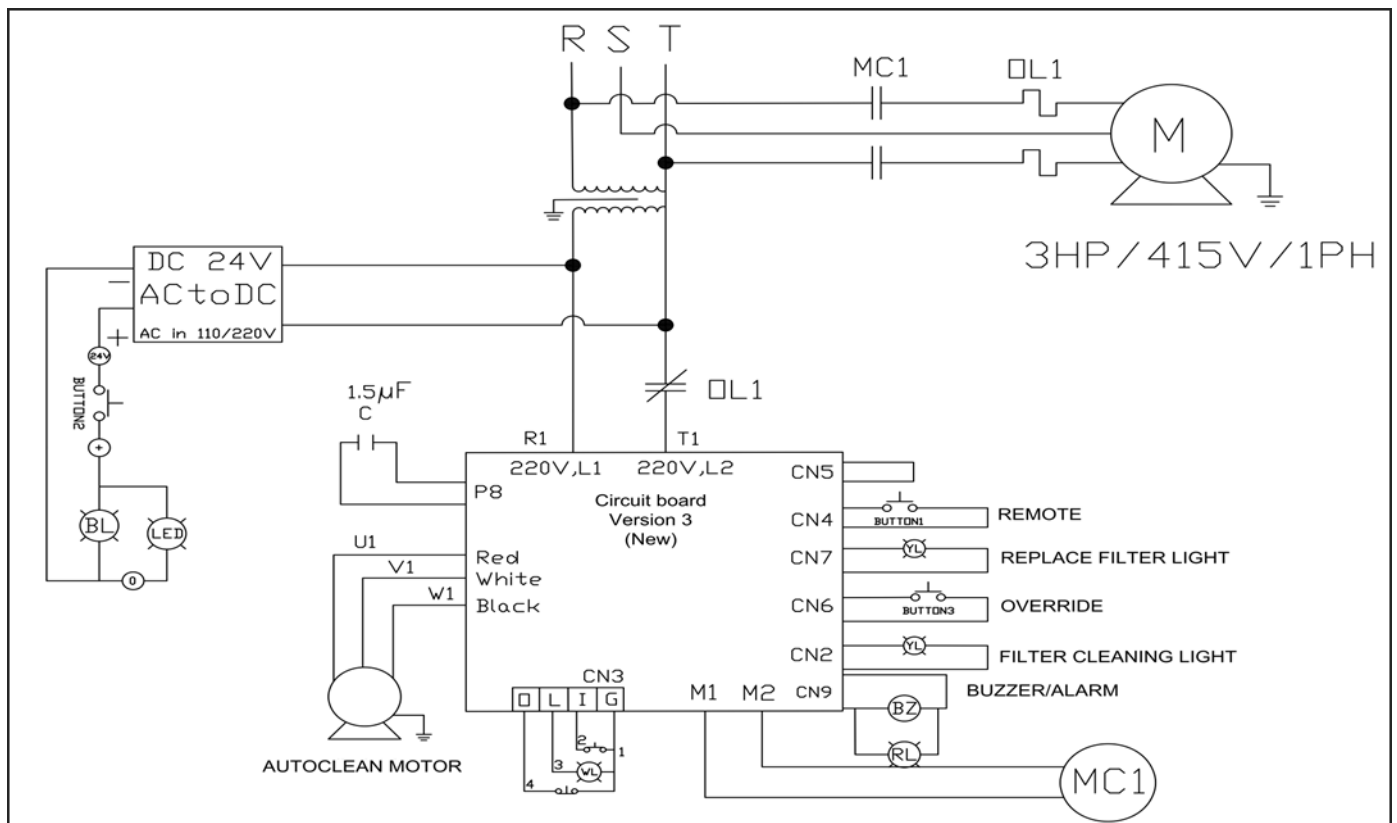 R S T
MC1
OL1
M
3HP/415V/1PH
DC 24V
−
ACtoDC
+
AC in 110/220V
24V
BUTTON2
+
BL
LED
0
OL1
1.5µF
C
R1
T1
220V,L1
220V,L2
P8
Circuit board
Version 3
(New)
CN5
CN4
BUTTON1
REMOTE
CN7
YL
REPLACE FILTER LIGHT
CN6
BUTTON3
OVERRIDE
CN2
YL
FILTER CLEANING LIGHT
CN9
BUZZER/ALARM
BZ
RL
U1
Red
V1
White
W1
Black
AUTOCLEAN MOTOR
CN3
O L I G
2
1
3
WL
4
M1
M2
MC1